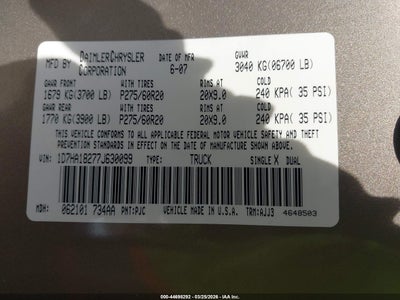 MFD BY DAIMLERCHRYSLER CORPORATION DATE OF MFR 6-07 GVWR 3040 KG(06700 LB)
GAWR FRONT WITH TIRES RIMS AT COLD
1679 KG(3700 LB) P275/60R20 20X9.0 240 KPA( 35 PSI)
GAWR REAR WITH TIRES RIMS AT COLD
1770 KG(3900 LB) P275/60R20 20X9.0 240 KPA( 35 PSI)
THIS VEHICLE CONFORMS TO ALL APPLICABLE FEDERAL MOTOR VEHICLE SAFETY, BUMPER AND THEFT
PREVENTION STANDARDS IN EFFECT ON THE DATE OF MANUFACTURE SHOWN ABOVE.
VIN: 1D7HA18277J630099 TYPE: TRUCK SINGLE X DUAL
MDH: 062101 734AA PNT:PJC VEHICLE MADE IN U.S.A. TRM:AJJ3 4648503
000-44698292 - 03/25/2026 - IAAI.com